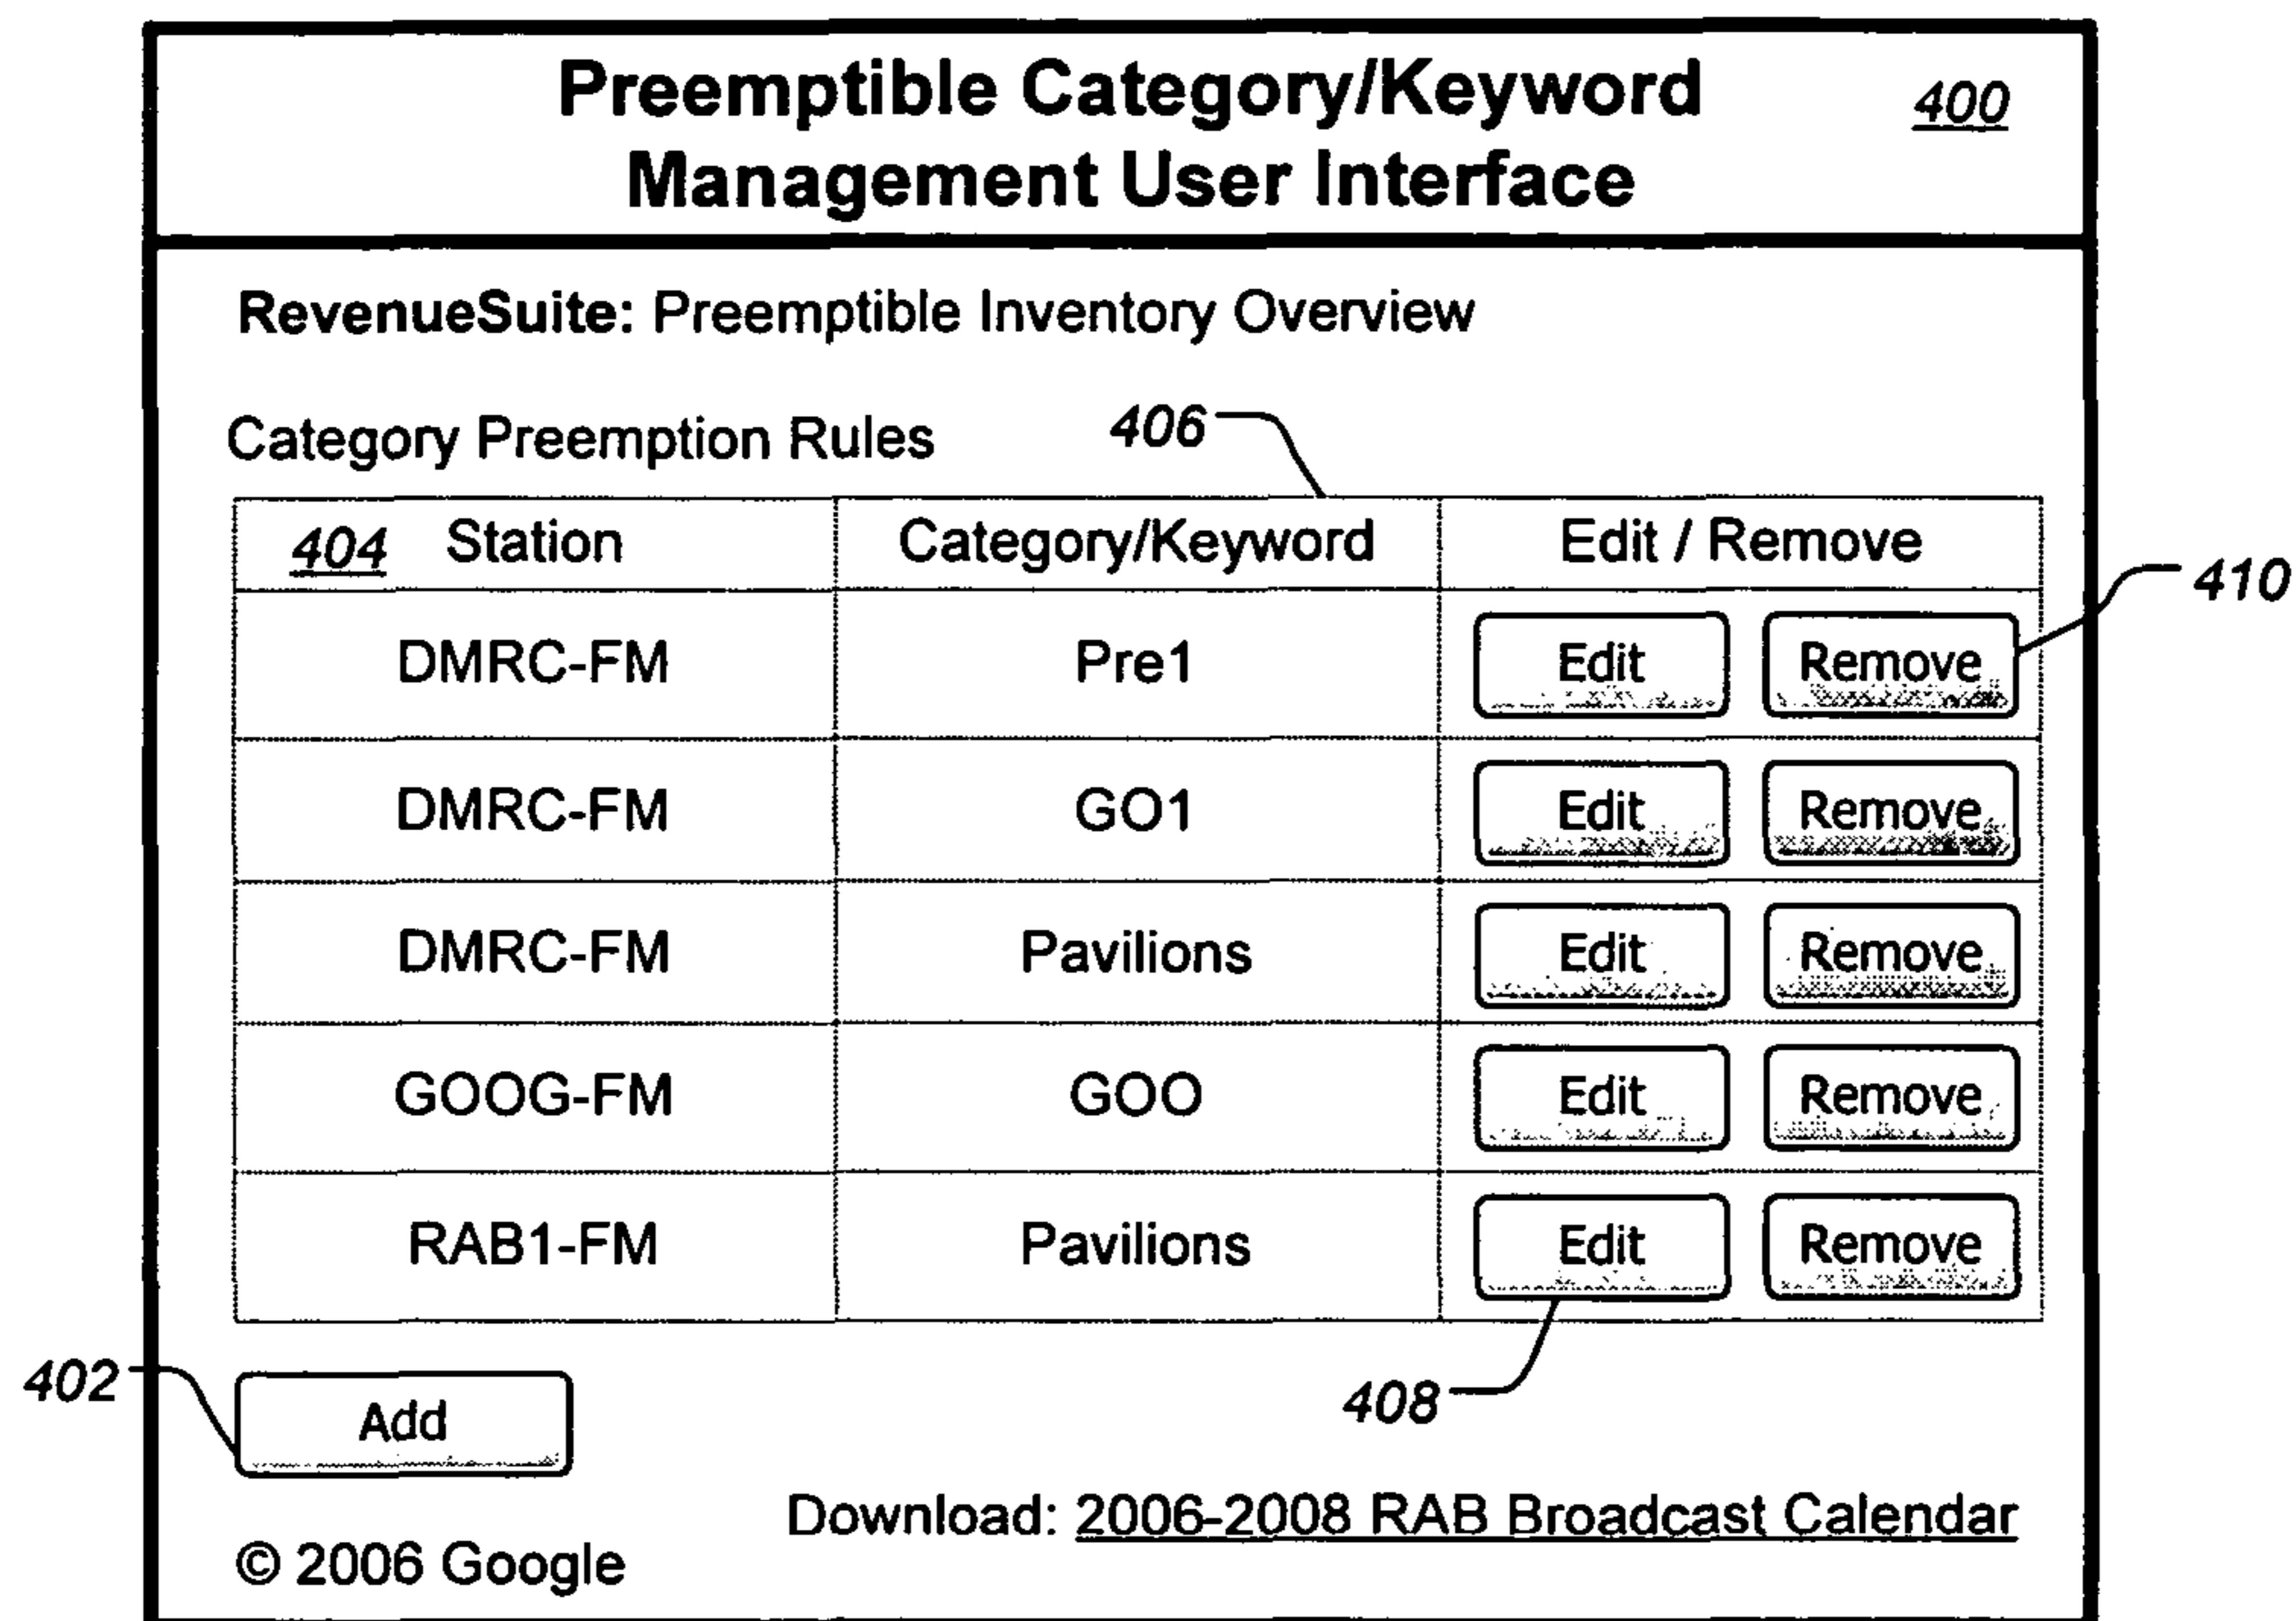 Preemptible Category/Keyword 400
Management User Interface
RevenueSuite: Preemptible Inventory Overview
Category Preemption Rules 406
404 Station Category/Keyword Edit / Remove
410
DMRC-FM Pre1 Edit Remove
DMRC-FM GO1 Edit Remove
DMRC-FM Pavilions Edit Remove
GOOG-FM GOO Edit Remove
RAB1-FM Pavilions Edit Remove
402 408
Add
Download: 2006-2008 RAB Broadcast Calendar
© 2006 Google